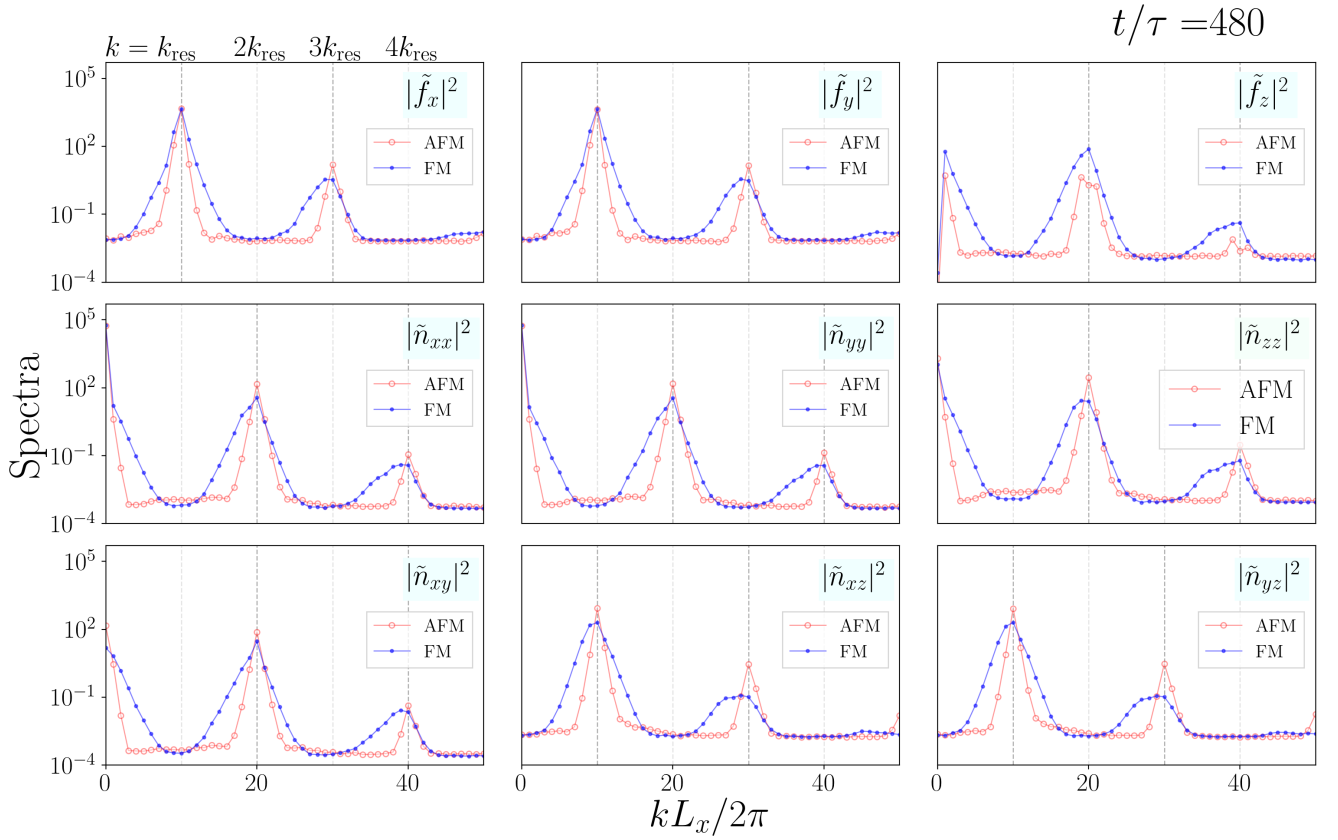 t/τ =480
k = k_res 2k_res 3k_res 4k_res
10^5
10^2
10^−1
10^−4
|f̃_x|^2
AFM
FM
|f̃_y|^2
AFM
FM
|f̃_z|^2
AFM
FM
Spectra
10^5
10^2
10^−1
10^−4
|ñ_xx|^2
AFM
FM
|ñ_yy|^2
AFM
FM
|ñ_zz|^2
AFM
FM
10^5
10^2
10^−1
10^−4
|ñ_xy|^2
AFM
FM
|ñ_xz|^2
AFM
FM
|ñ_yz|^2
AFM
FM
0 20 40 0 20 40 0 20 40
kL_x/2π